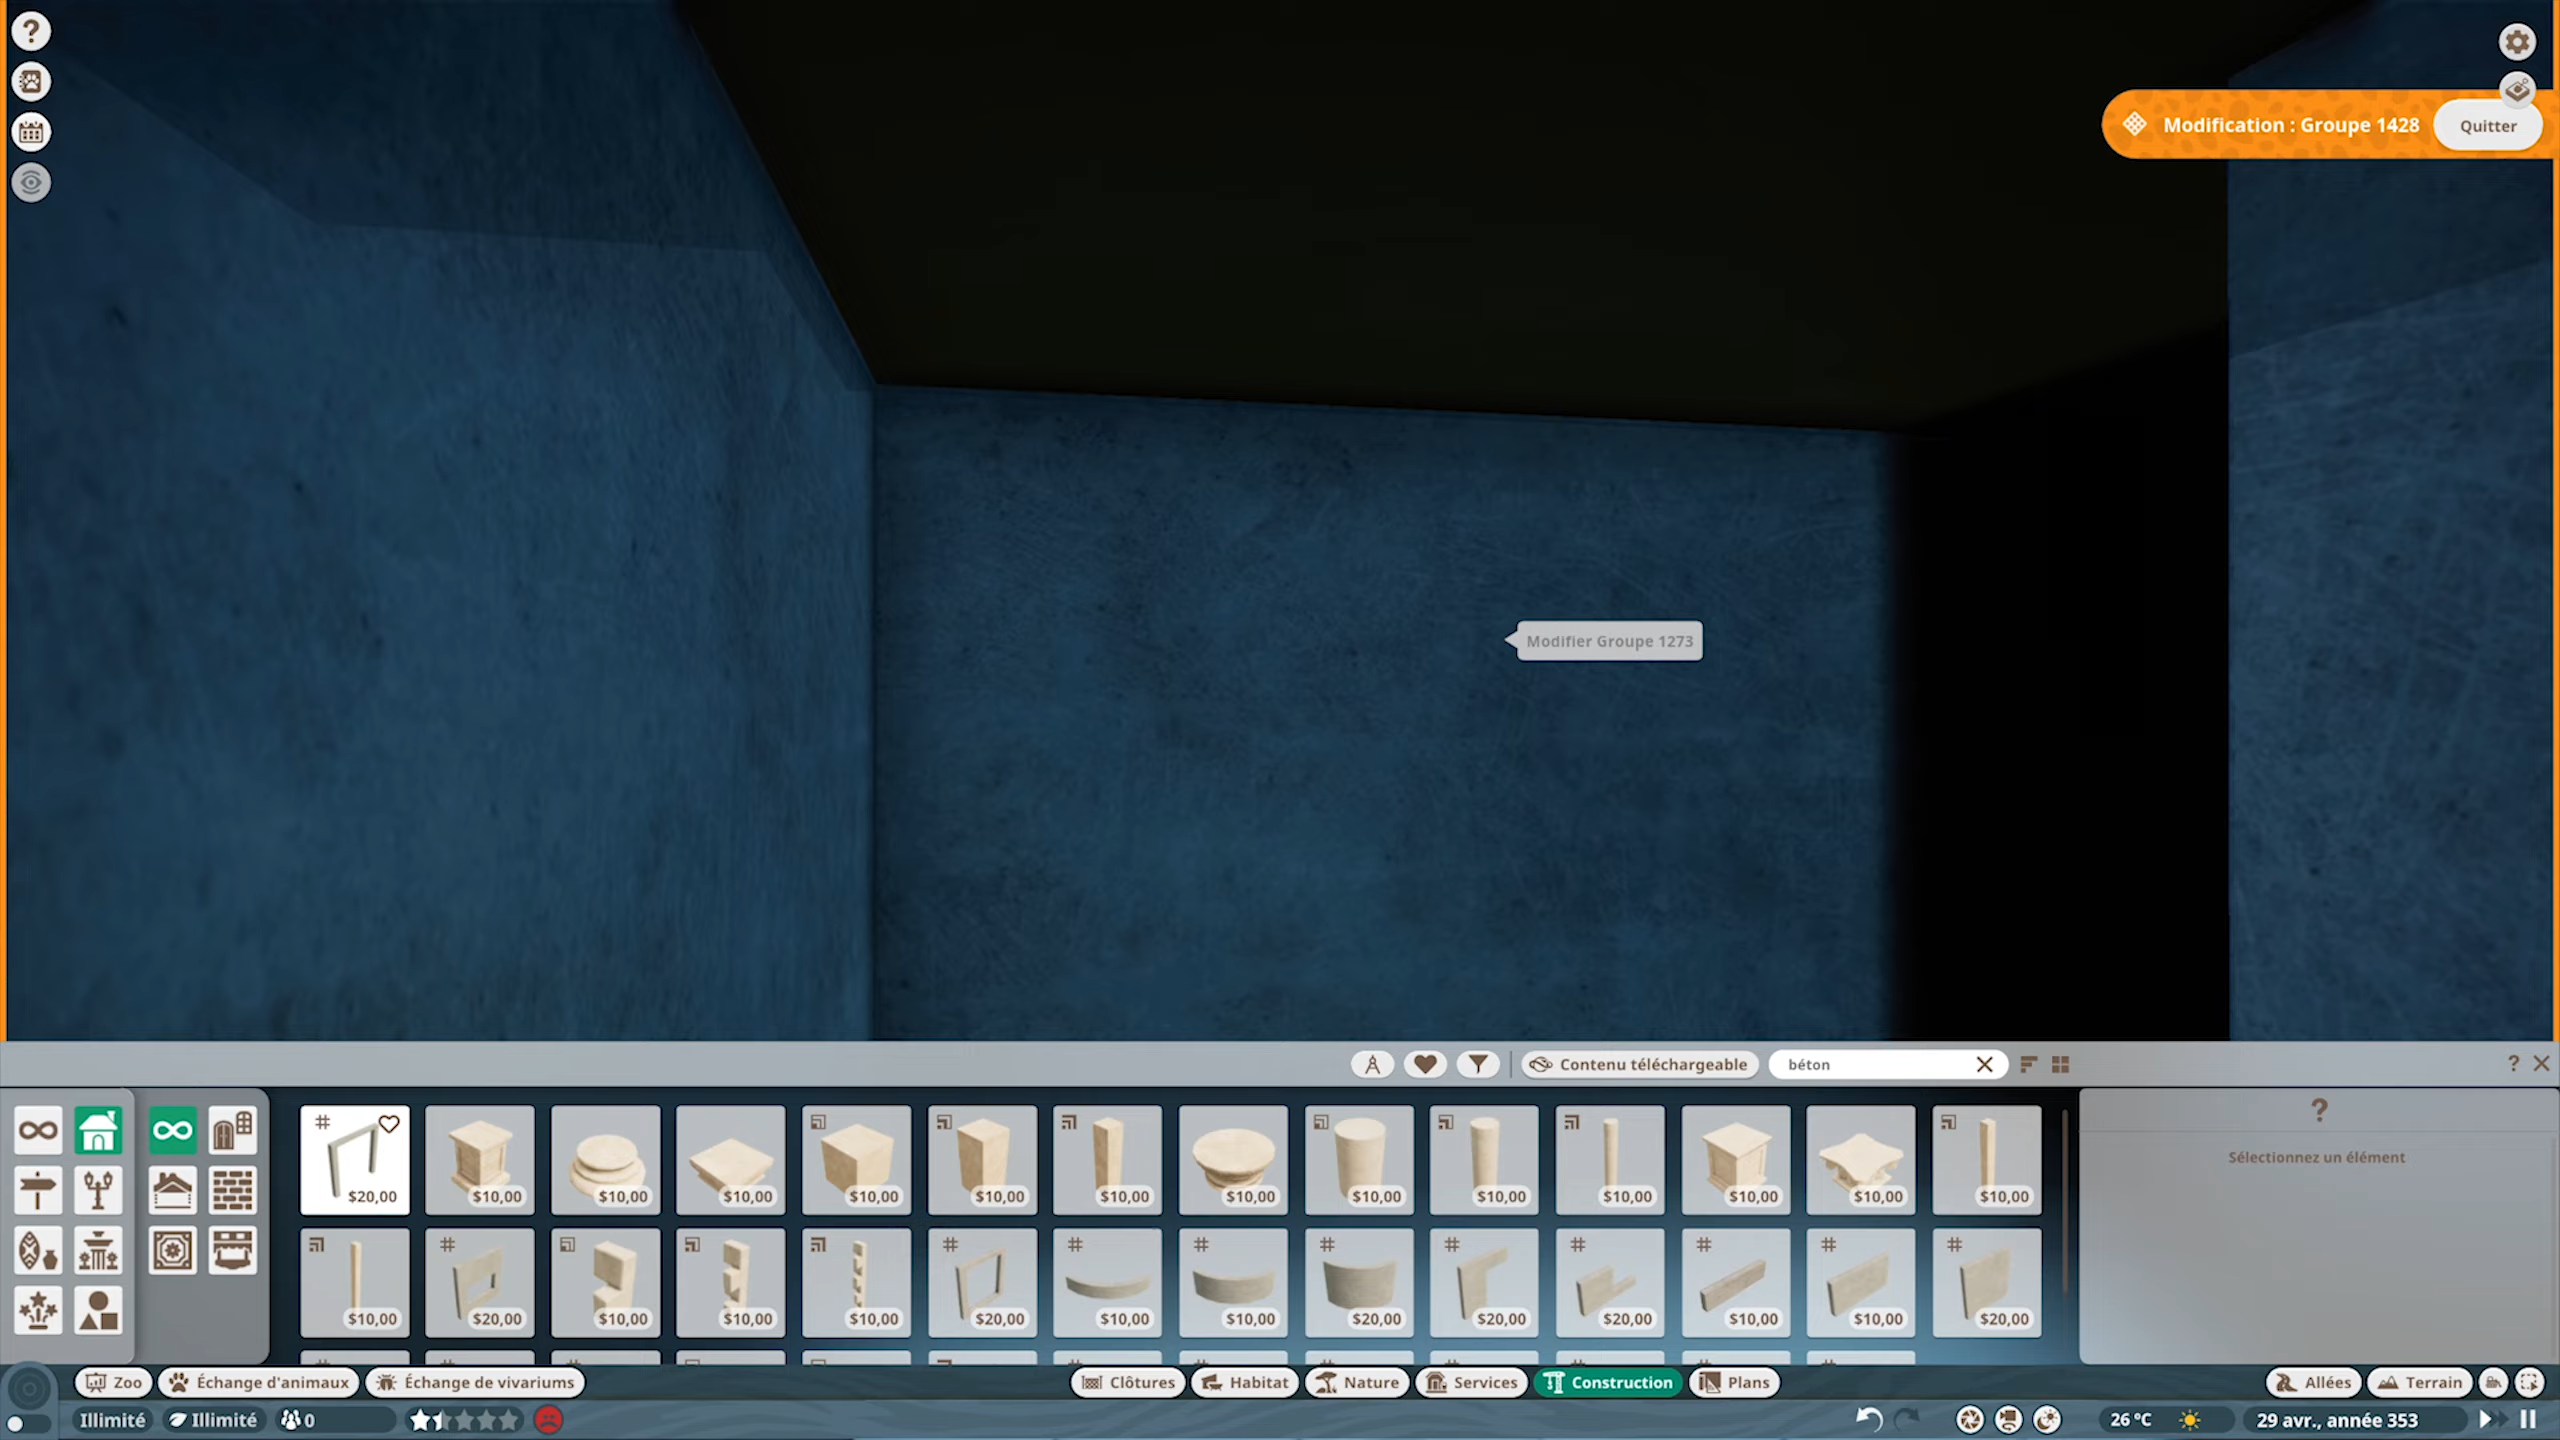 Modification : Groupe 1428
Quitter
Modifier Groupe 1273
Contenu téléchargeable
béton
?
$20,00 $10,00 $10,00 $10,00 $10,00 $10,00 $10,00 $10,00 $10,00 $10,00 $10,00 $10,00 $10,00 $10,00
?
Sélectionnez un élément
$10,00 $20,00 $10,00 $10,00 $10,00 $20,00 $10,00 $10,00 $20,00 $20,00 $20,00 $10,00 $10,00 $20,00
Zoo Échange d'animaux Échange de vivariums Clôtures Habitat Nature Services Construction Plans Allées Terrain
Illimité Illimité 0 26 °C 29 avr., année 353